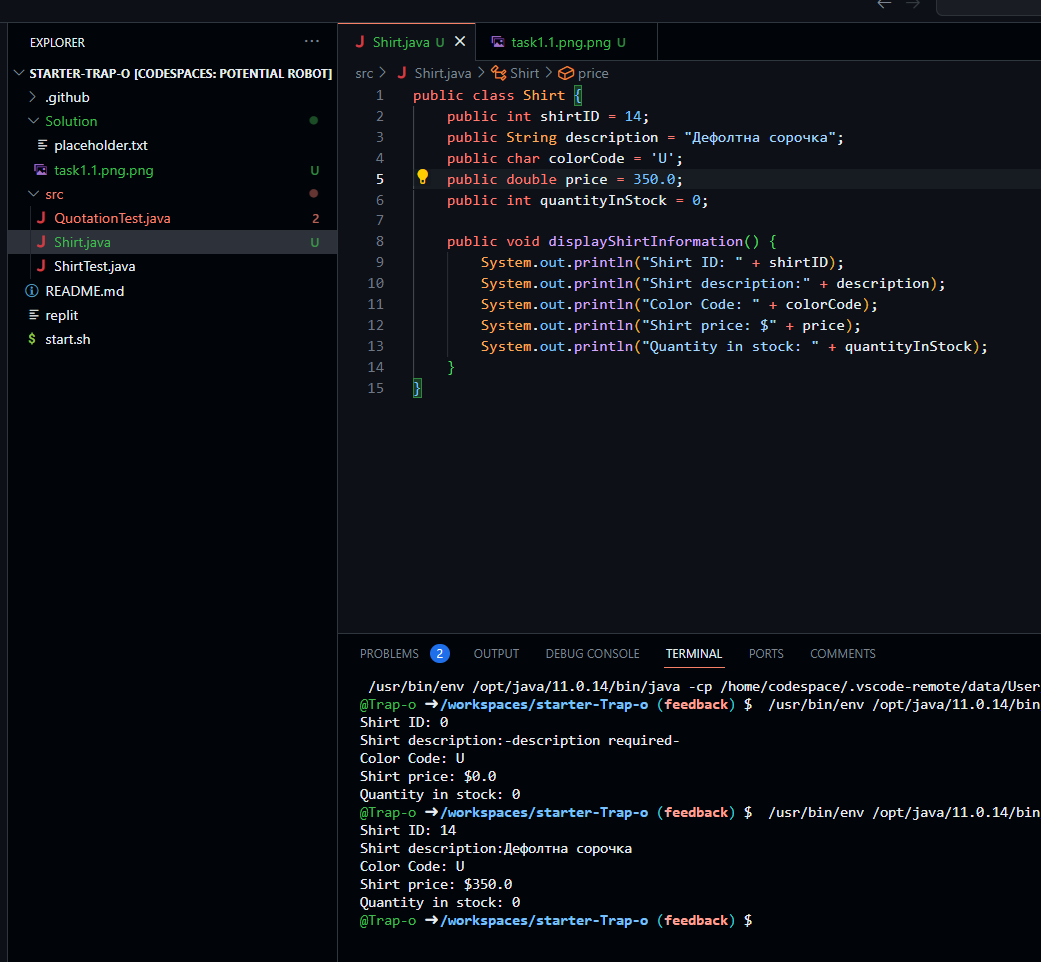 EXPLORER
···
STARTER-TRAP-O [CODESPACES: POTENTIAL ROBOT]
.github
Solution
placeholder.txt
task1.1.png.png U
src
QuotationTest.java 2
Shirt.java U
ShirtTest.java
README.md
replit
$ start.sh
Shirt.java U
task1.1.png.png U
src > Shirt.java > Shirt > price
1 public class Shirt {
2 public int shirtID = 14;
3 public String description = "Дефолтна сорочка";
4 public char colorCode = 'U';
5 public double price = 350.0;
6 public int quantityInStock = 0;
7
8 public void displayShirtInformation() {
9 System.out.println("Shirt ID: " + shirtID);
10 System.out.println("Shirt description:" + description);
11 System.out.println("Color Code: " + colorCode);
12 System.out.println("Shirt price: $" + price);
13 System.out.println("Quantity in stock: " + quantityInStock);
14 }
15 }
PROBLEMS 2 OUTPUT DEBUG CONSOLE TERMINAL PORTS COMMENTS
/usr/bin/env /opt/java/11.0.14/bin/java -cp /home/codespace/.vscode-remote/data/User
@Trap-o ➜/workspaces/starter-Trap-o (feedback) $ /usr/bin/env /opt/java/11.0.14/bin
Shirt ID: 0
Shirt description:-description required-
Color Code: U
Shirt price: $0.0
Quantity in stock: 0
@Trap-o ➜/workspaces/starter-Trap-o (feedback) $ /usr/bin/env /opt/java/11.0.14/bin
Shirt ID: 14
Shirt description:Дефолтна сорочка
Color Code: U
Shirt price: $350.0
Quantity in stock: 0
@Trap-o ➜/workspaces/starter-Trap-o (feedback) $